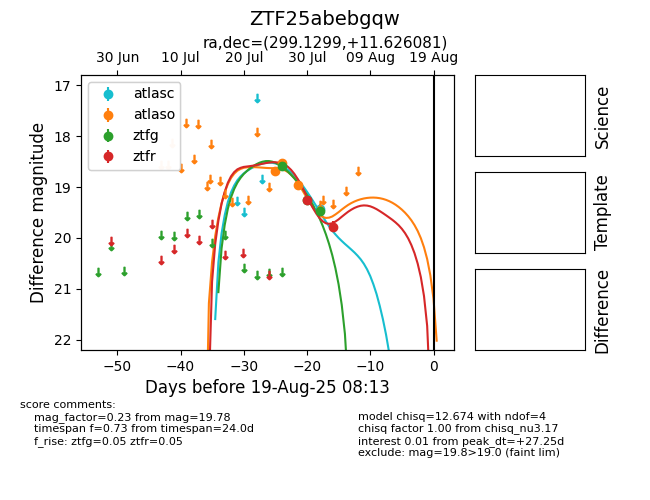 ZTF25abebgqw
ra,dec=(299.1299,+11.626081)
30 Jun 10 Jul 20 Jul 30 Jul 09 Aug 19 Aug
atlasc
atlaso
ztfg
ztfr
17
18
19
20
21
22
Difference magnitude
−50 −40 −30 −20 −10 0
Days before 19-Aug-25 08:13
Science
Template
Difference
score comments:
mag_factor=0.23 from mag=19.78
timespan f=0.73 from timespan=24.0d
f_rise: ztfg=0.05 ztfr=0.05
model chisq=12.674 with ndof=4
chisq factor 1.00 from chisq_nu3.17
interest 0.01 from peak_dt=+27.25d
exclude: mag=19.8>19.0 (faint lim)